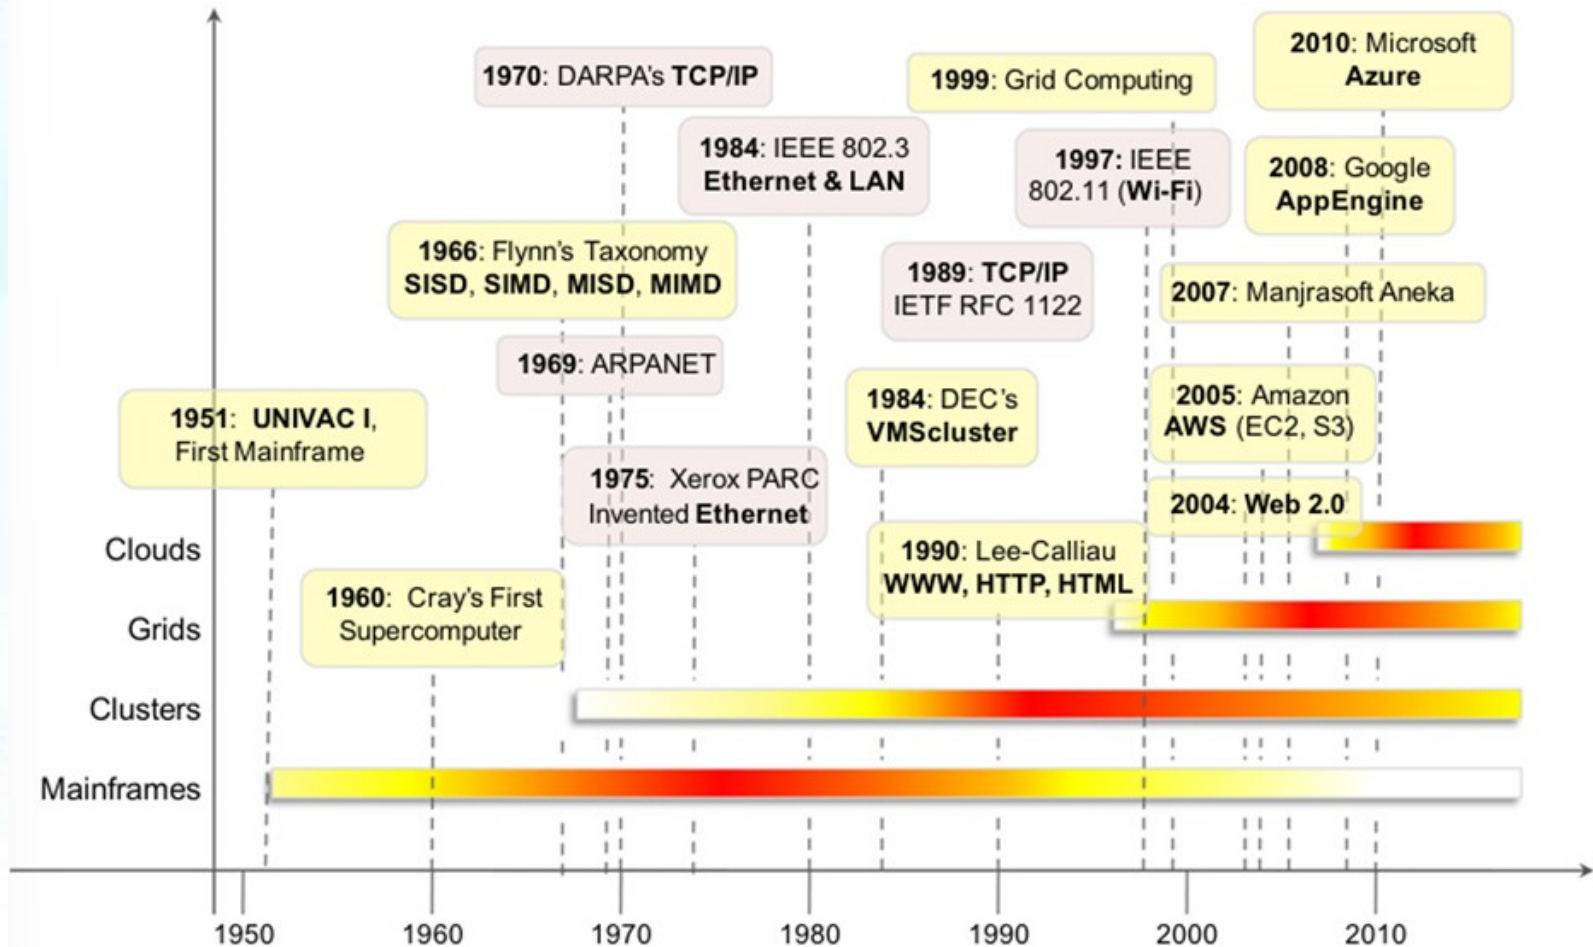 1970: DARPA's TCP/IP
1999: Grid Computing
2010: Microsoft
Azure
1984: IEEE 802.3
Ethernet & LAN
1997: IEEE
802.11 (Wi-Fi)
2008: Google
AppEngine
1966: Flynn's Taxonomy
SISD, SIMD, MISD, MIMD
1989: TCP/IP
IETF RFC 1122
2007: Manjrasoft Aneka
1969: ARPANET
1951: UNIVAC I,
First Mainframe
1984: DEC's
VMScluster
2005: Amazon
AWS (EC2, S3)
1975: Xerox PARC
Invented Ethernet
2004: Web 2.0
Clouds
1990: Lee-Calliau
WWW, HTTP, HTML
1960: Cray's First
Supercomputer
Grids
Clusters
Mainframes
1950 1960 1970 1980 1990 2000 2010